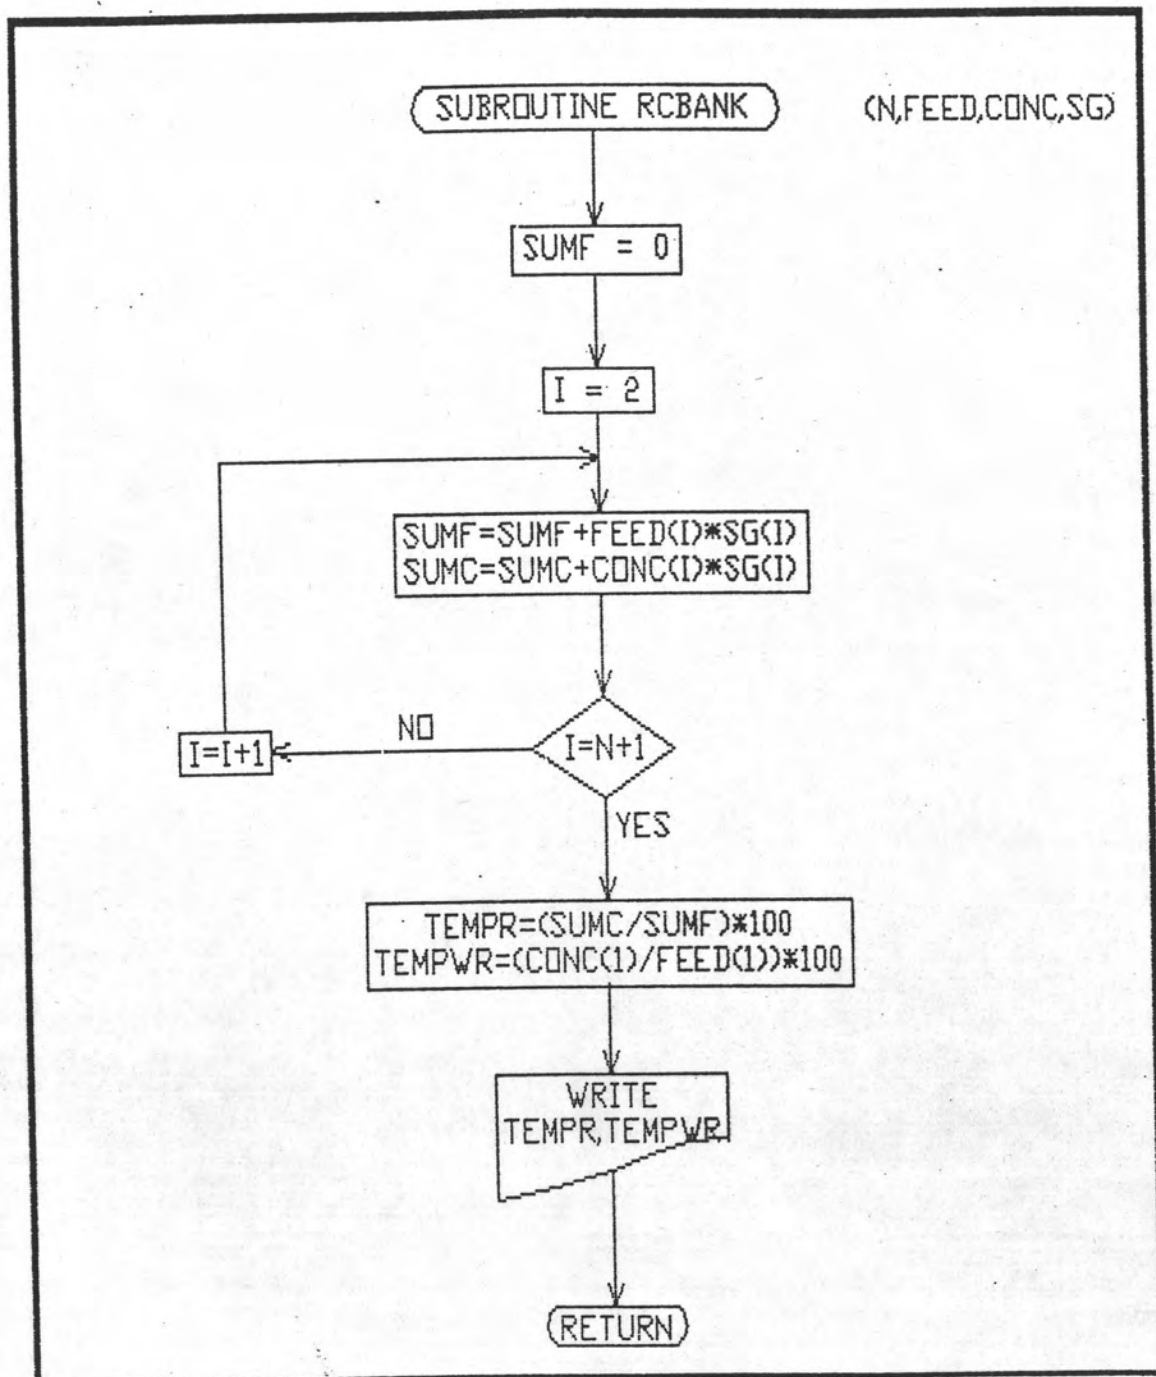 SUBROUTINE RCBANK (N,FEED,CONC,SG)
SUMF = 0
I = 2
SUMF=SUMF+FEED(I)*SG(I)
SUMC=SUMC+CONC(I)*SG(I)
I=N+1
NO
I=I+1
YES
TEMPR=(SUMC/SUMF)*100
TEMPWR=(CONC(1)/FEED(1))*100
WRITE
TEMPR,TEMPWR
RETURN